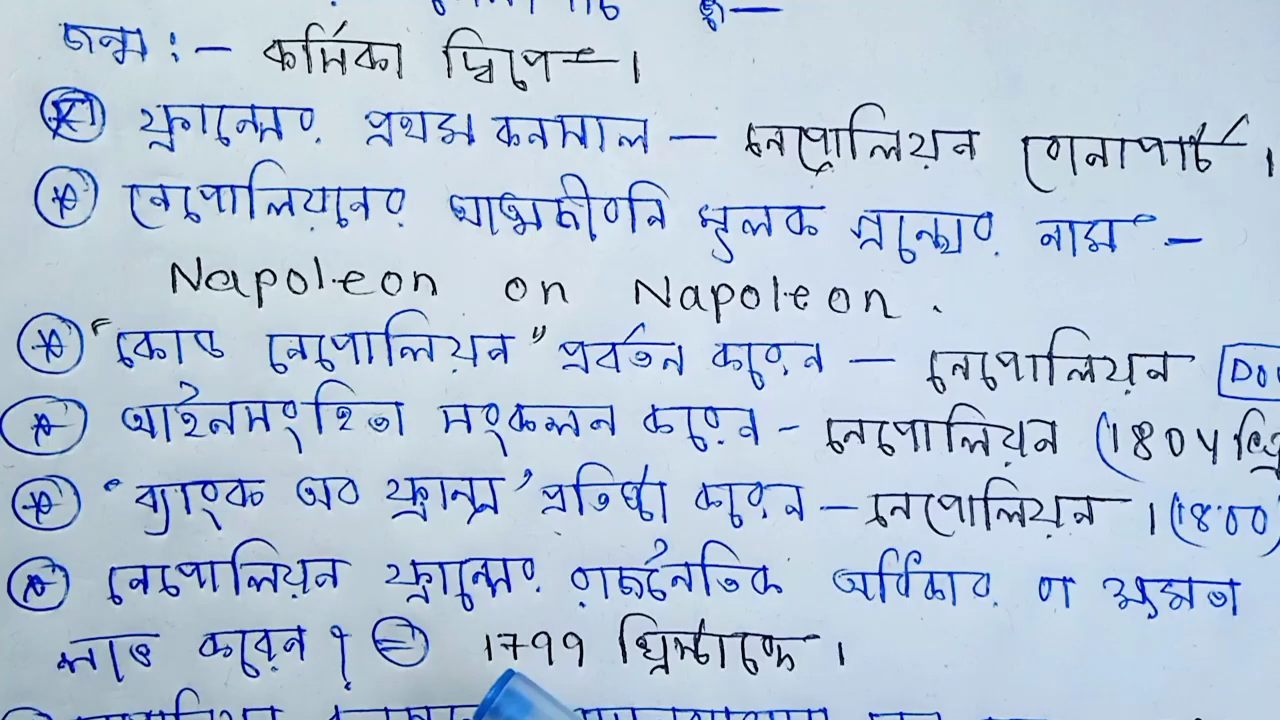 জন্ম :- কর্সিকা দ্বিপে।
ফ্রান্সের প্রথম কনসাল – নেপোলিয়ন বোনাপার্ট।
নেপোলিয়নের আত্মজীবনি মূলক গ্রন্থের নাম –
Napoleon on Napoleon.
"কোড নেপোলিয়ন" প্রবর্তন করেন – নেপোলিয়ন
আইনসংহিতা সংকলন করেন - নেপোলিয়ন (1804
'ব্যাংক অব ফ্রান্স' প্রতিষ্ঠা করেন – নেপোলিয়ন। (1800)
নেপোলিয়ন ফ্রান্সের রাজনৈতিক অধিকার বা ক্ষমতা
লাভ করেন? = 1799 খ্রিস্টাব্দে।